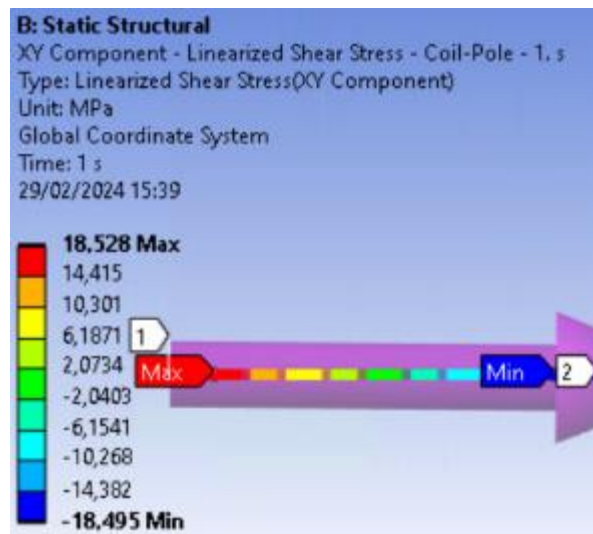 B: Static Structural
XY Component - Linearized Shear Stress - Coil-Pole - 1. s
Type: Linearized Shear Stress(XY Component)
Unit: MPa
Global Coordinate System
Time: 1 s
29/02/2024 15:39
18,528 Max
14,415
10,301
6,1871
2,0734
-2,0403
-6,1541
-10,268
-14,382
-18,495 Min
1
Max
Min
2